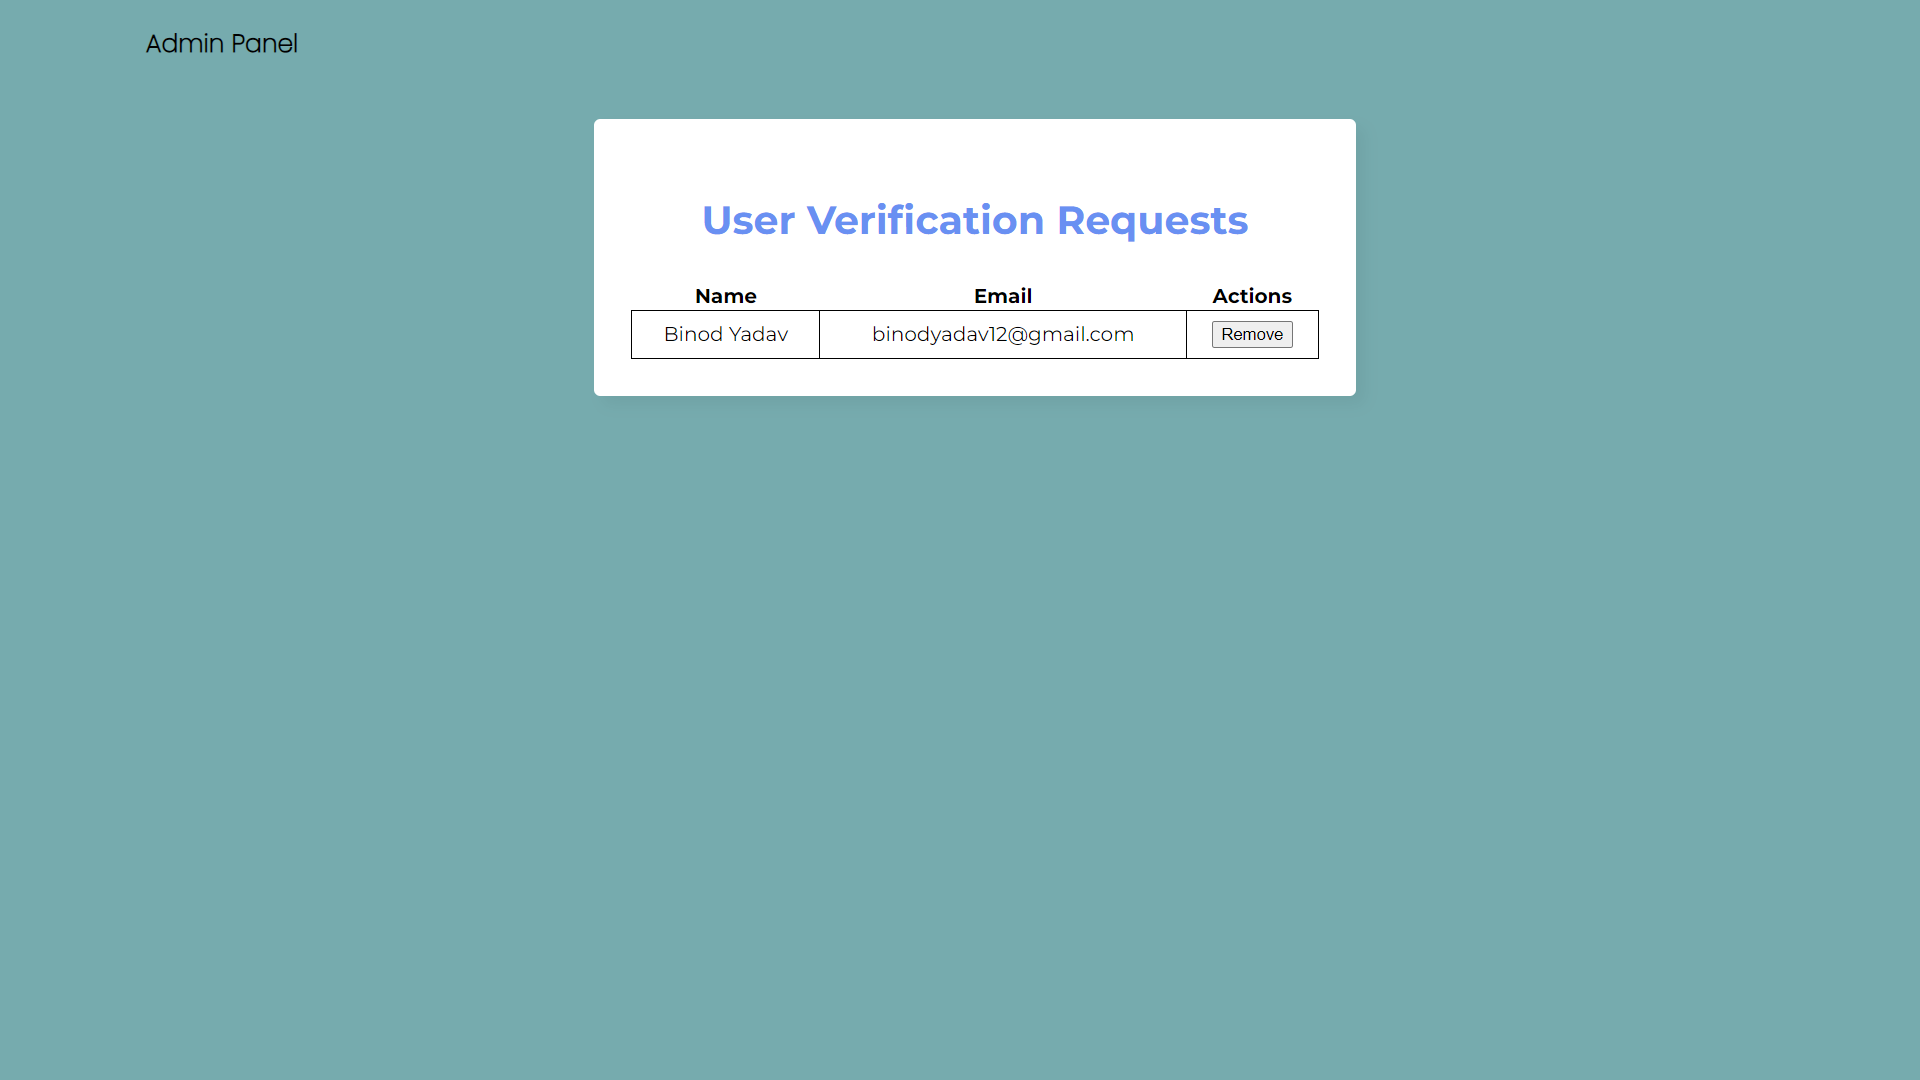 Admin Panel
User Verification Requests
Name Email Actions
Binod Yadav binodyadav12@gmail.com Remove